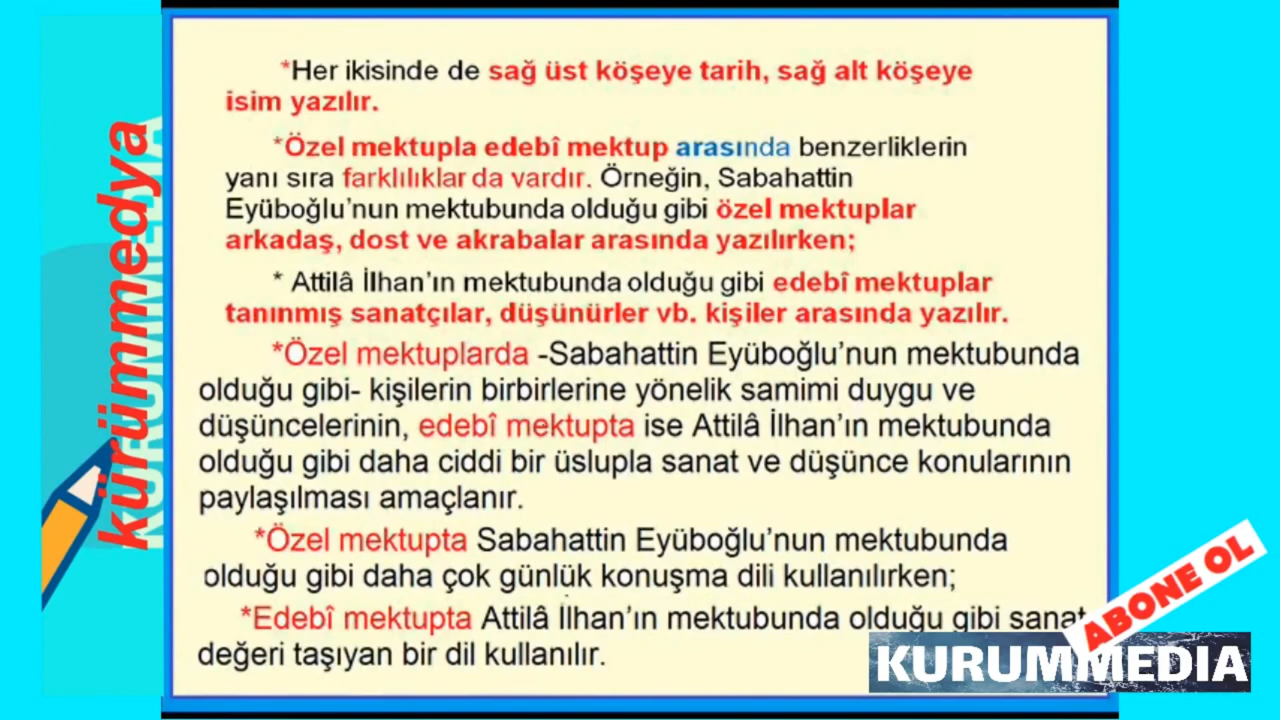 *Her ikisinde de sağ üst köşeye tarih, sağ alt köşeye
isim yazılır.
*Özel mektupla edebî mektup arasında benzerliklerin
yanı sıra farklılıklar da vardır. Örneğin, Sabahattin
Eyüboğlu’nun mektubunda olduğu gibi özel mektuplar
arkadaş, dost ve akrabalar arasında yazılırken;
* Attilâ İlhan’ın mektubunda olduğu gibi edebî mektuplar
tanınmış sanatçılar, düşünürler vb. kişiler arasında yazılır.
*Özel mektuplarda -Sabahattin Eyüboğlu’nun mektubunda
olduğu gibi- kişilerin birbirlerine yönelik samimi duygu ve
düşüncelerinin, edebî mektupta ise Attilâ İlhan’ın mektubunda
olduğu gibi daha ciddi bir üslupla sanat ve düşünce konularının
paylaşılması amaçlanır.
*Özel mektupta Sabahattin Eyüboğlu’nun mektubunda
olduğu gibi daha çok günlük konuşma dili kullanılırken;
*Edebî mektupta Attilâ İlhan’ın mektubunda olduğu gibi sanat
değeri taşıyan bir dil kullanılır.
kürümmedya
KURUMMEDIA
ABONE OL
KURUMMEDIA